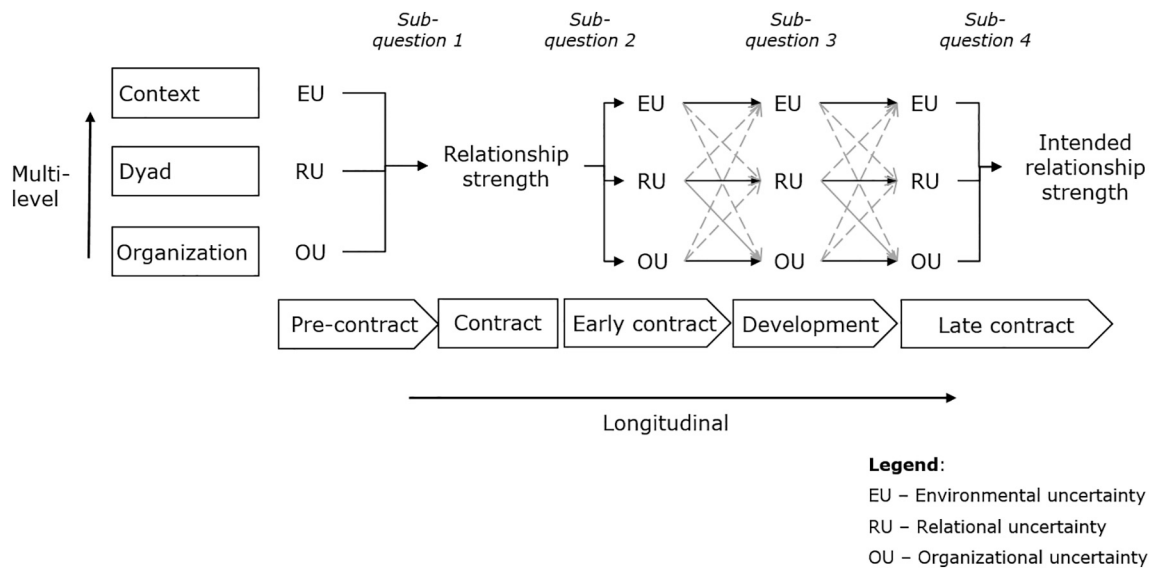 Sub-
question 1
Sub-
question 2
Sub-
question 3
Sub-
question 4
Multi-
level
Context
Dyad
Organization
EU
RU
OU
Relationship
strength
EU
RU
OU
EU
RU
OU
EU
RU
OU
Intended
relationship
strength
Pre-contract
Contract
Early contract
Development
Late contract
Longitudinal
Legend:
EU – Environmental uncertainty
RU – Relational uncertainty
OU – Organizational uncertainty